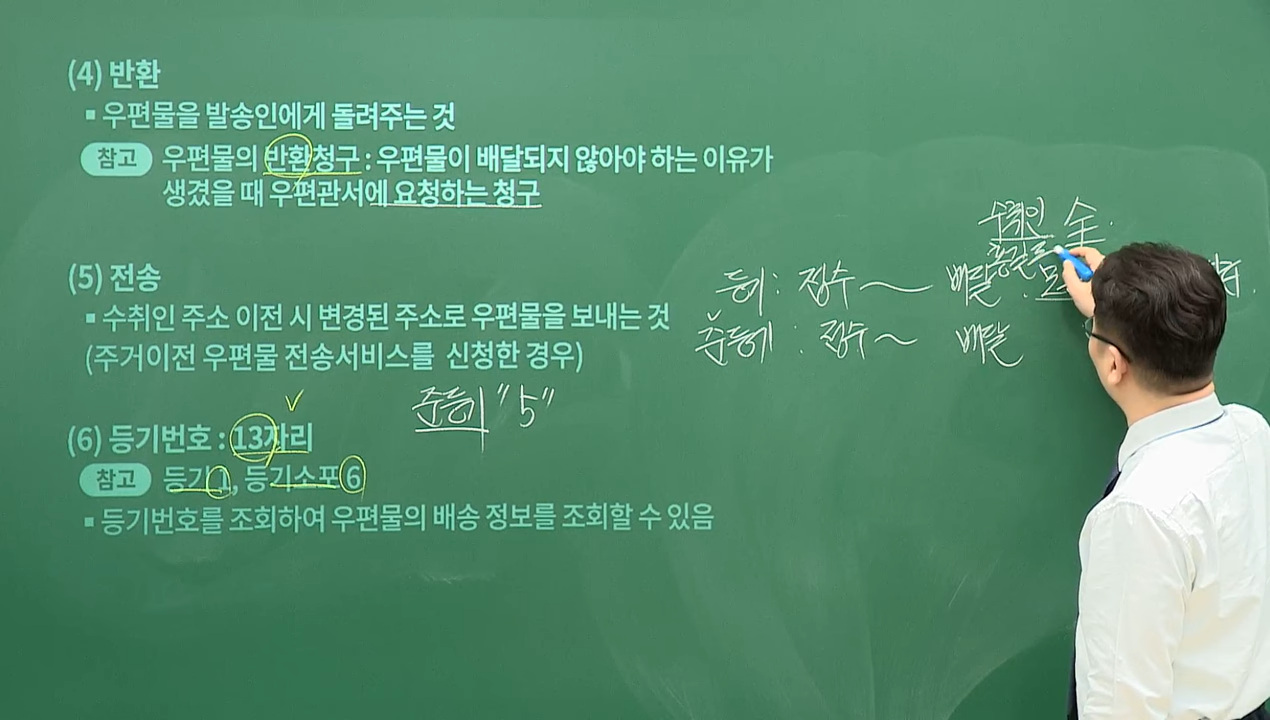 (4) 반환
▪ 우편물을 발송인에게 돌려주는 것
참고 우편물의 반환청구 : 우편물이 배달되지 않아야 하는 이유가
생겼을 때 우편관서에 요청하는 청구
(5) 전송
▪ 수취인 주소 이전 시 변경된 주소로 우편물을 보내는 것
(주거이전 우편물 전송서비스를 신청한 경우)
(6) 등기번호 : 13자리
참고 등기 1, 등기소포 6
▪ 등기번호를 조회하여 우편물의 배송 정보를 조회할 수 있음
준등기 "5"
수취인
등기 : 접수 ~ 배달
준등기 : 접수 ~ 배달